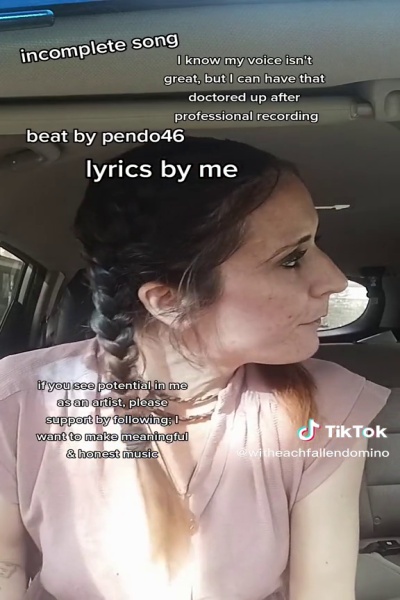 incomplete song
I know my voice isn't
great, but I can have that
doctored up after
professional recording
beat by pendo46
lyrics by me
if you see potential in me
as an artist, please
support by following; I
want to make meaningful
& honest music
TikTok
@witheachfallendomino